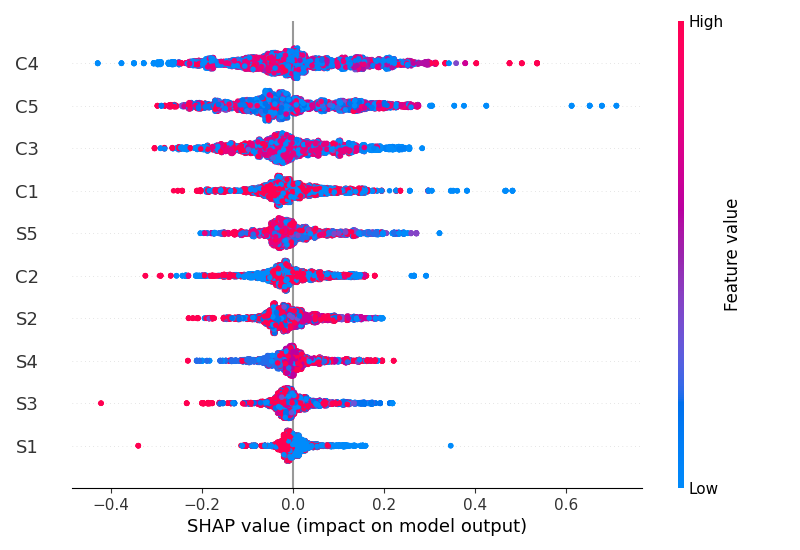 High
C4
C5
C3
C1
S5
C2
S2
S4
S3
S1
Feature value
Low
−0.4 −0.2 0.0 0.2 0.4 0.6
SHAP value (impact on model output)